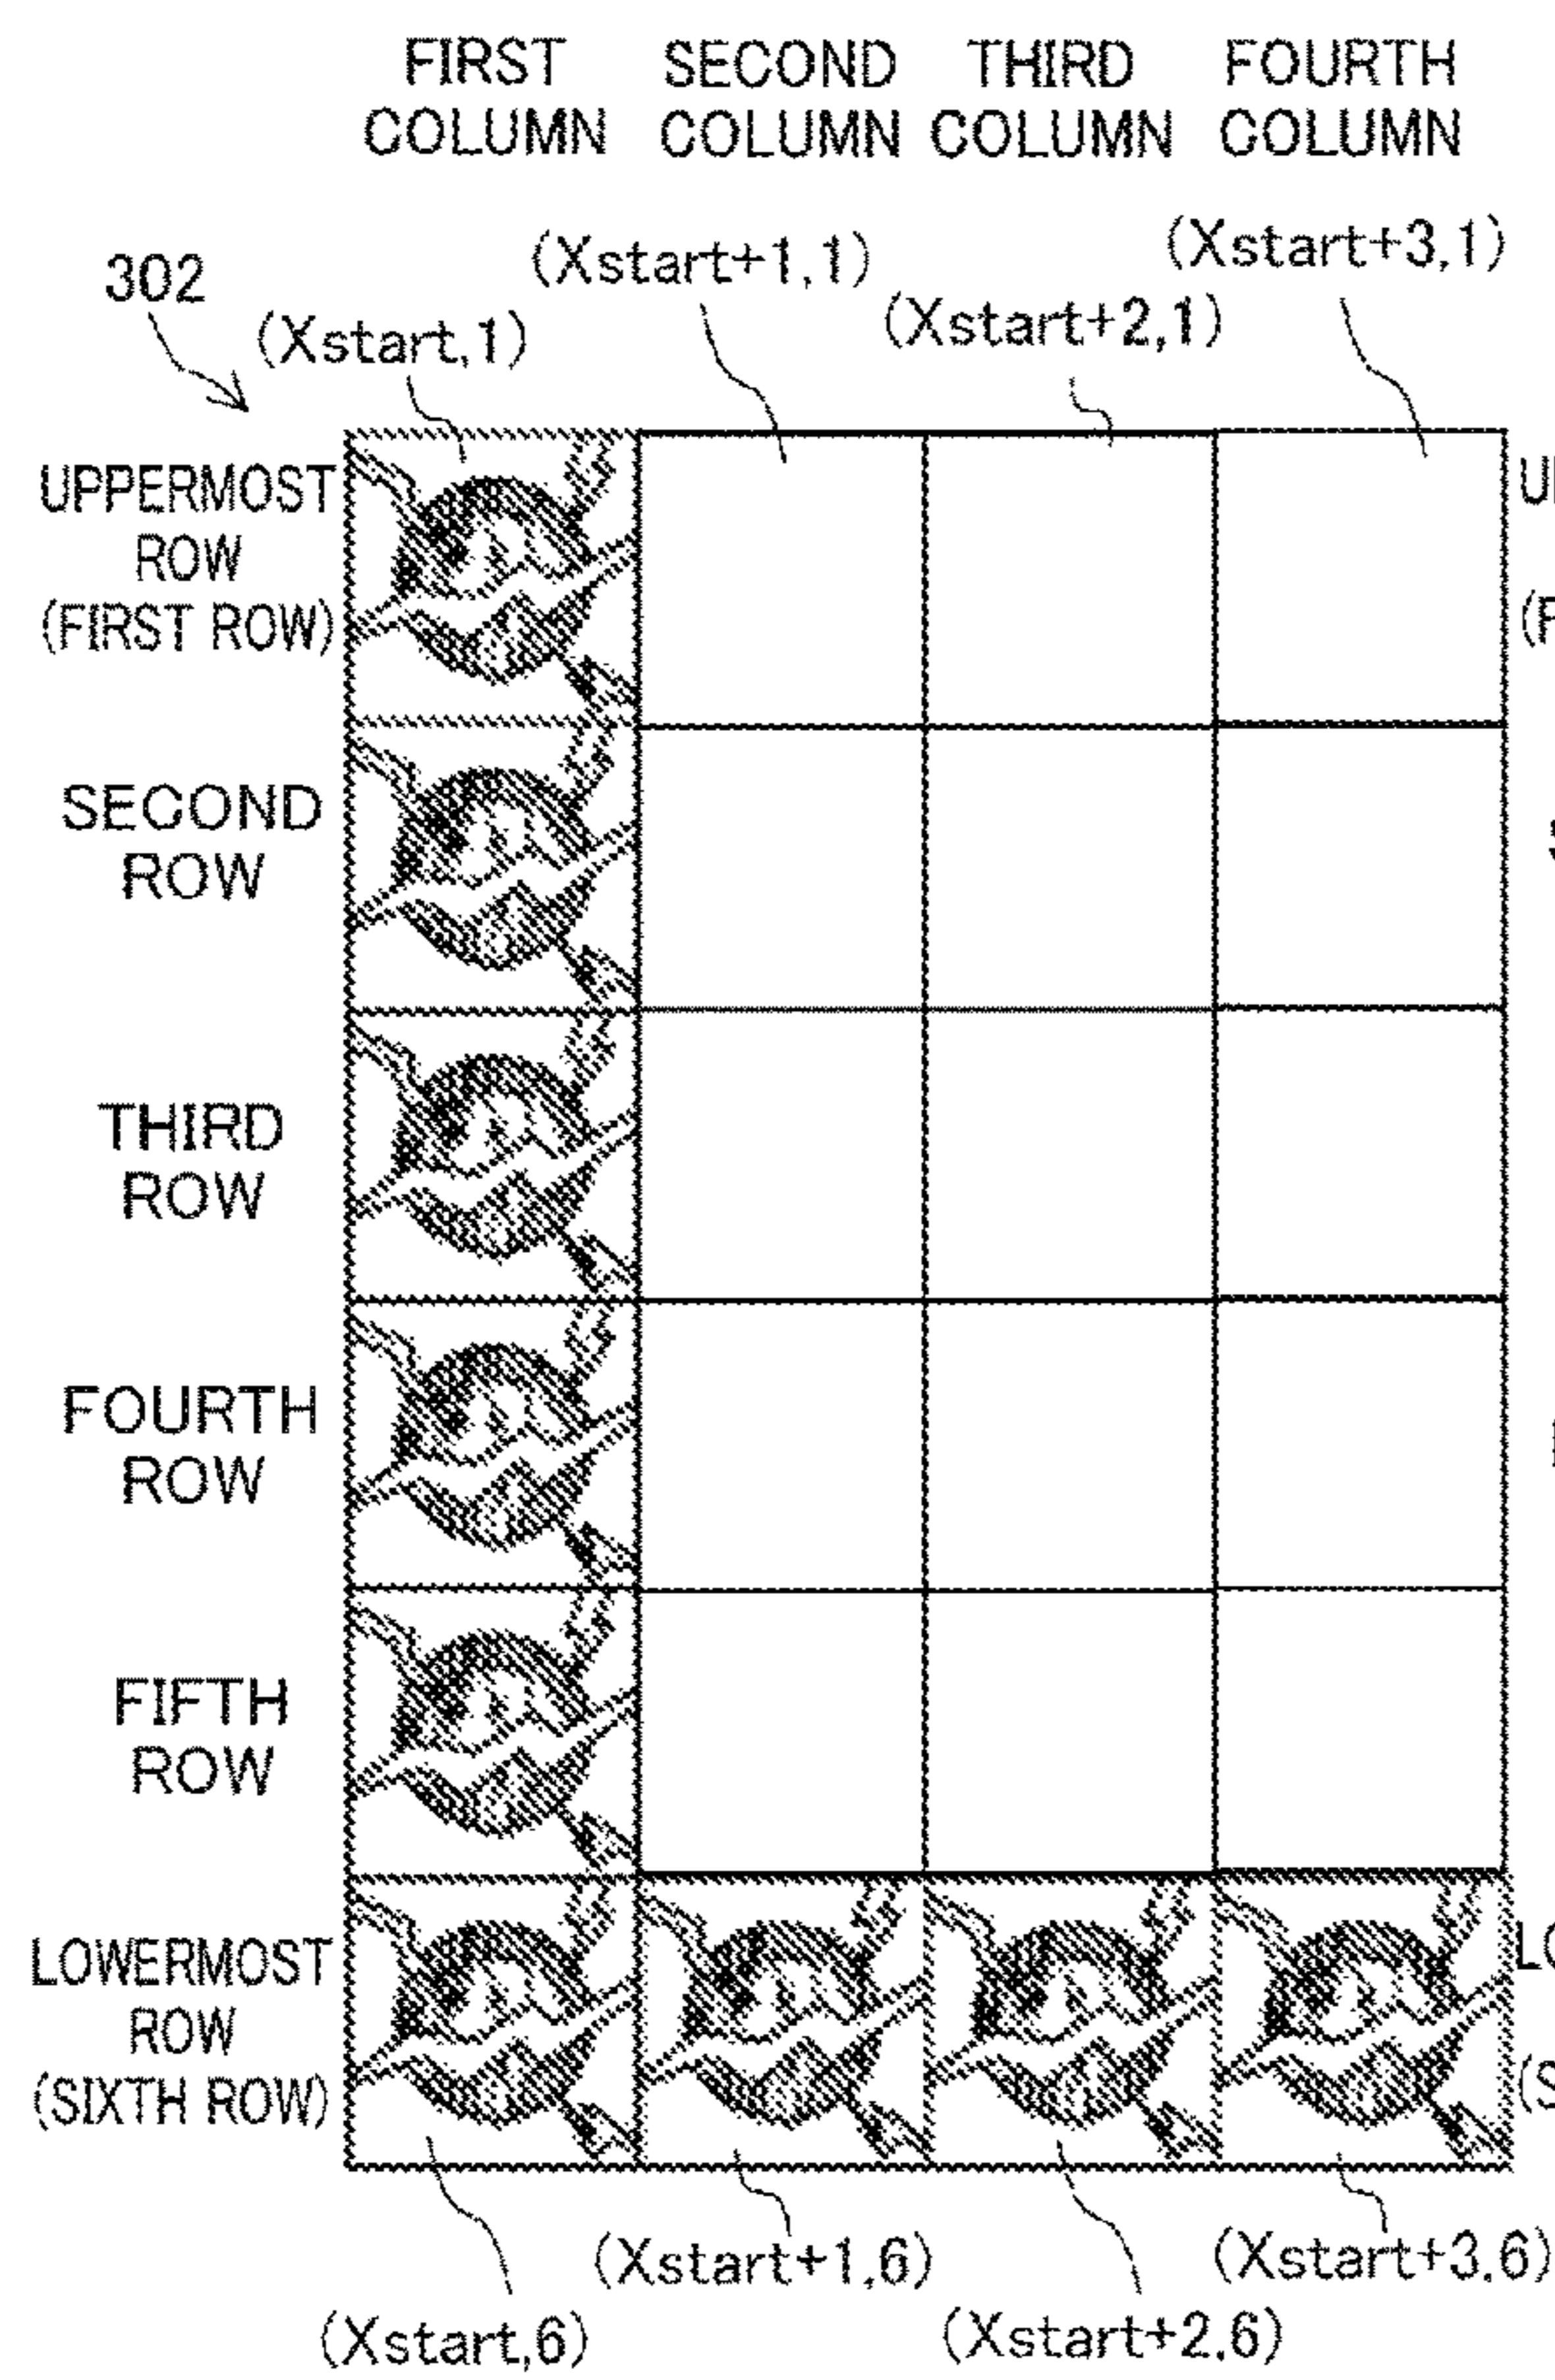 FIRST
COLUMN
SECOND
COLUMN
THIRD
COLUMN
FOURTH
COLUMN
302
(Xstart,1)
(Xstart+1,1)
(Xstart+2,1)
(Xstart+3,1)
UPPERMOST
ROW
(FIRST ROW)
SECOND
ROW
THIRD
ROW
FOURTH
ROW
FIFTH
ROW
LOWERMOST
ROW
(SIXTH ROW)
(Xstart,6)
(Xstart+1,6)
(Xstart+2,6)
(Xstart+3,6)